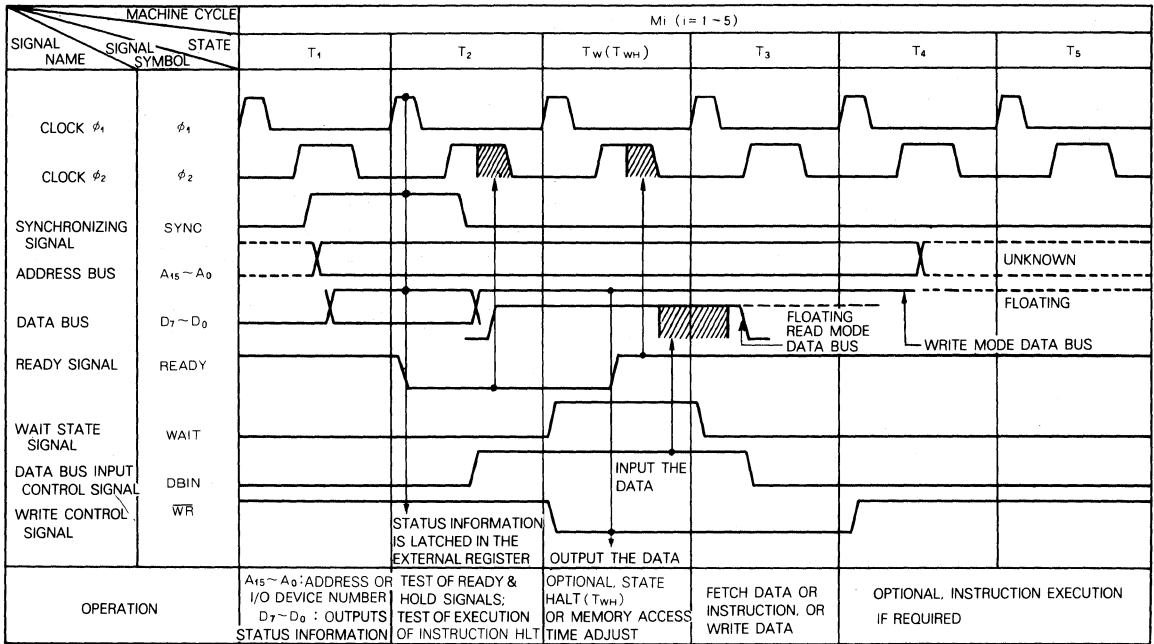 MACHINE CYCLE
Mi (i = 1 ~ 5)
SIGNAL NAME
SIGNAL SYMBOL
STATE
T₁
T₂
Tw (TWH)
T₃
T₄
T₅
CLOCK φ₁
φ₁
CLOCK φ₂
φ₂
SYNCHRONIZING
SIGNAL
SYNC
ADDRESS BUS
A₁₅~A₀
UNKNOWN
DATA BUS
D₇~D₀
FLOATING
FLOATING
READ MODE
DATA BUS
WRITE MODE DATA BUS
READY SIGNAL
READY
WAIT STATE
SIGNAL
WAIT
DATA BUS INPUT
CONTROL SIGNAL
DBIN
INPUT THE
DATA
WRITE CONTROL
SIGNAL
W̅R̅
STATUS INFORMATION
IS LATCHED IN THE
EXTERNAL REGISTER
OUTPUT THE DATA
OPERATION
A₁₅~A₀:ADDRESS OR
I/O DEVICE NUMBER
D₇~D₀ : OUTPUTS
STATUS INFORMATION
TEST OF READY &
HOLD SIGNALS;
TEST OF EXECUTION
OF INSTRUCTION HLT
OPTIONAL, STATE
HALT (TWH)
OR MEMORY ACCESS
TIME ADJUST
FETCH DATA OR
INSTRUCTION, OR
WRITE DATA
OPTIONAL, INSTRUCTION EXECUTION
IF REQUIRED